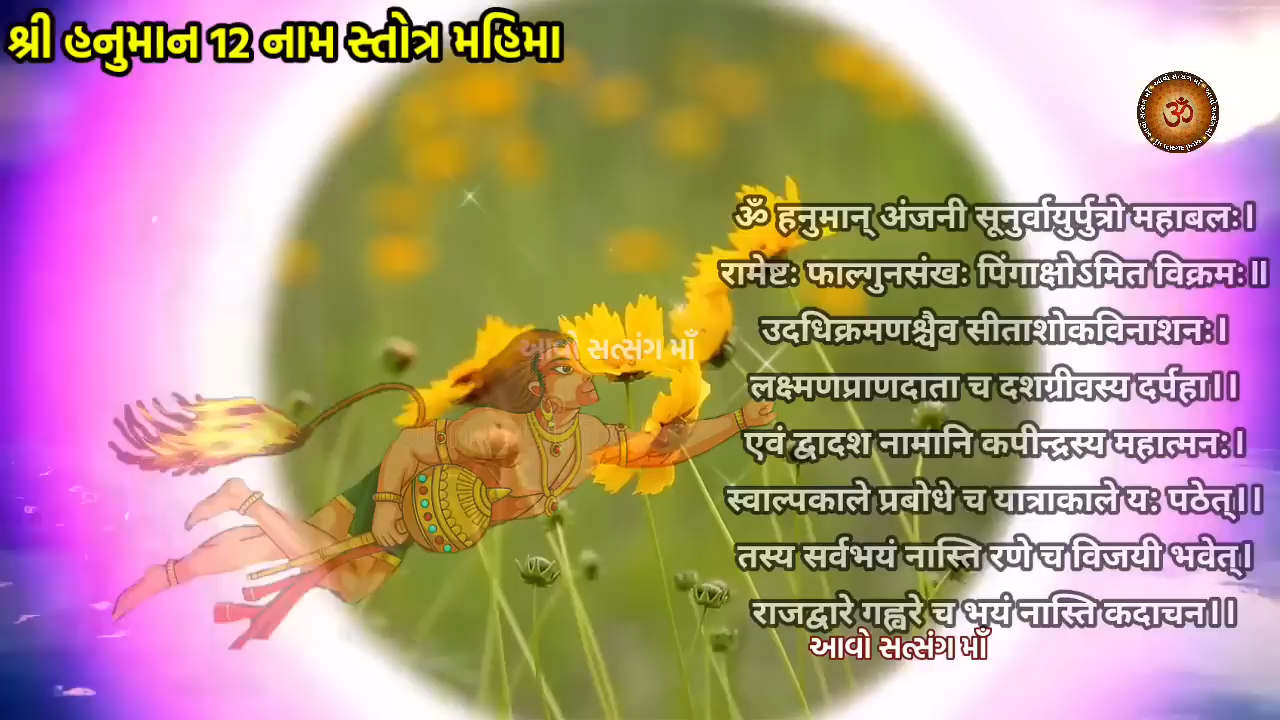 શ્રી હનુમાન 12 નામ સ્તોત્ર મહિમા
ॐ
ॐ हनुमान् अंजनी सूनुर्वायुर्पुत्रो महाबलः।
रामेष्टः फाल्गुनसंखः पिंगाक्षोऽमित विक्रमः॥
उदधिक्रमणश्चैव सीताशोकविनाशनः।
આવો સત્સંગ માઁ
लक्ष्मणप्राणदाता च दशग्रीवस्य दर्पहा।।
एवं द्वादश नामानि कपीन्द्रस्य महात्मनः।
स्वाल्पकाले प्रबोधे च यात्राकाले यः पठेत्।।
तस्य सर्वभयं नास्ति रणे च विजयी भवेत्।
राजद्वारे गह्वरे च भयं नास्ति कदाचन।।
આવો સત્સંગ માઁ